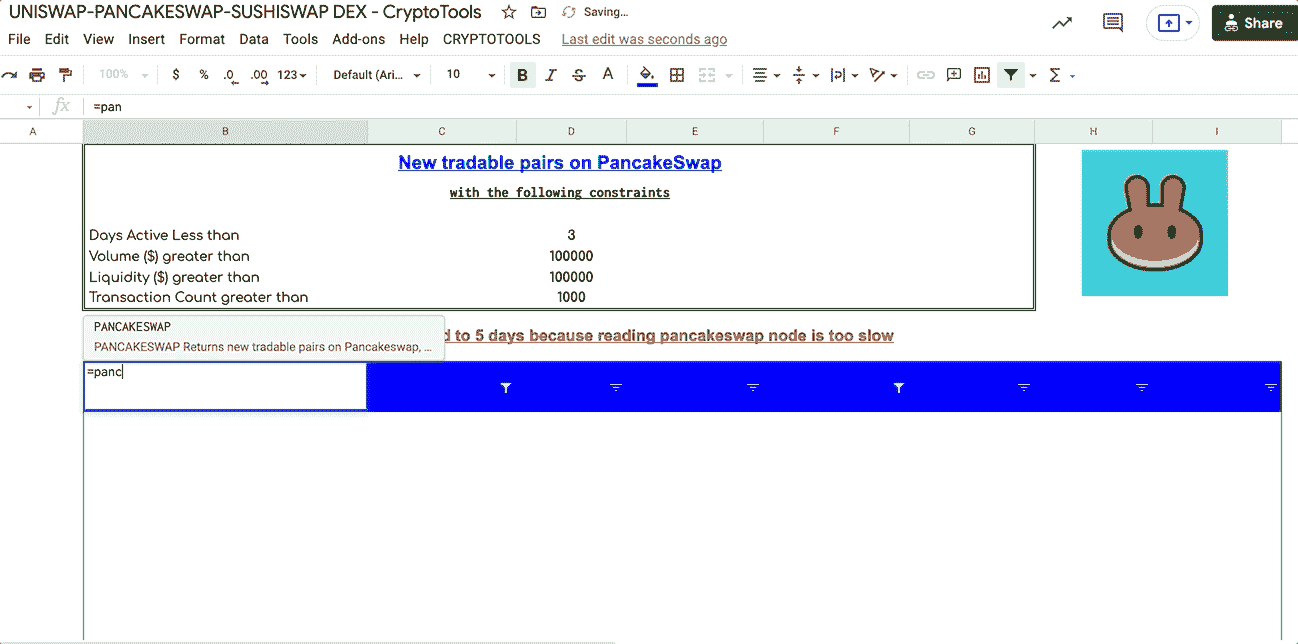 UNISWAP-PANCAKESWAP-SUSHISWAP DEX - CryptoTools Saving...
File Edit View Insert Format Data Tools Add-ons Help CRYPTOTOOLS Last edit was seconds ago
Share
100% $ % .0 .00 123 Default (Ari... 10 B I S A
fx =pan
A B C D E F G H I
New tradable pairs on PancakeSwap
with the following constraints
Days Active Less than 3
Volume ($) greater than 100000
Liquidity ($) greater than 100000
Transaction Count greater than 1000
PANCAKESWAP
PANCAKESWAP Returns new tradable pairs on Pancakeswap, ...
d to 5 days because reading pancakeswap node is too slow
=panc